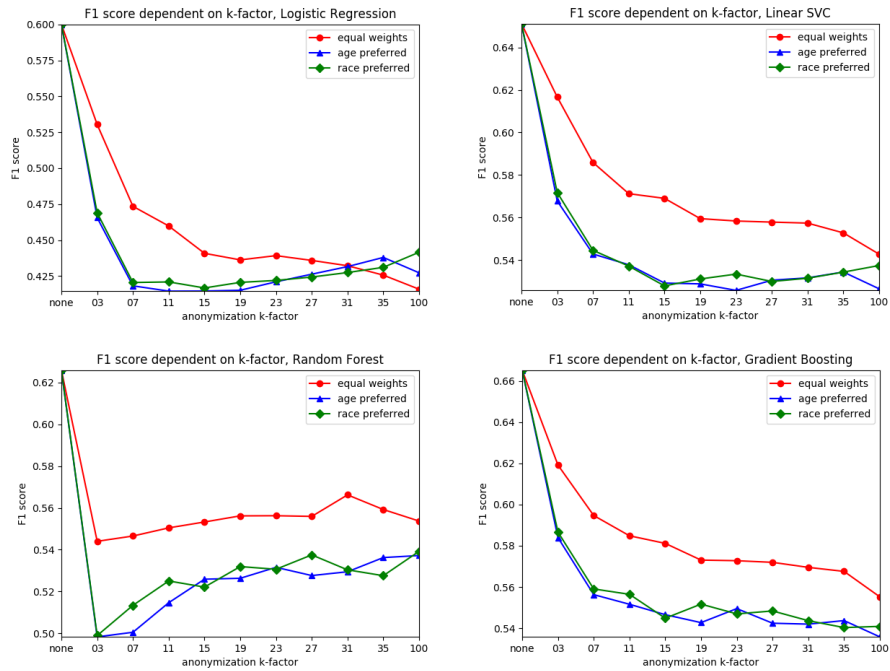 F1 score dependent on k-factor, Logistic Regression
0.600
0.575
0.550
0.525
0.500
0.475
0.450
0.425
F1 score
equal weights
age preferred
race preferred
none 03 07 11 15 19 23 27 31 35 100
anonymization k-factor
F1 score dependent on k-factor, Linear SVC
0.64
0.62
0.60
0.58
0.56
0.54
F1 score
equal weights
age preferred
race preferred
none 03 07 11 15 19 23 27 31 35 100
anonymization k-factor
F1 score dependent on k-factor, Random Forest
0.62
0.60
0.58
0.56
0.54
0.52
0.50
F1 score
equal weights
age preferred
race preferred
none 03 07 11 15 19 23 27 31 35 100
anonymization k-factor
F1 score dependent on k-factor, Gradient Boosting
0.66
0.64
0.62
0.60
0.58
0.56
0.54
F1 score
equal weights
age preferred
race preferred
none 03 07 11 15 19 23 27 31 35 100
anonymization k-factor